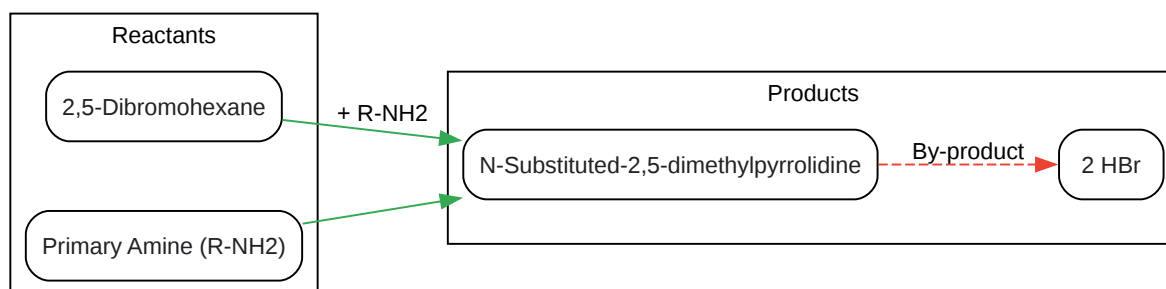 Reactants
2,5-Dibromohexane
Primary Amine (R-NH2)
+ R-NH2
Products
N-Substituted-2,5-dimethylpyrrolidine
By-product
2 HBr